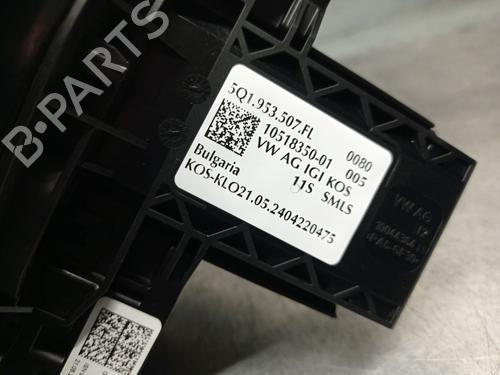 B-PARTS
5Q1.953.507.FL 0080
10518350-01 005
VW AG IGI KOS
Bulgaria 11S SMLS
KOS-KLO21.05.2404220475
VW AG